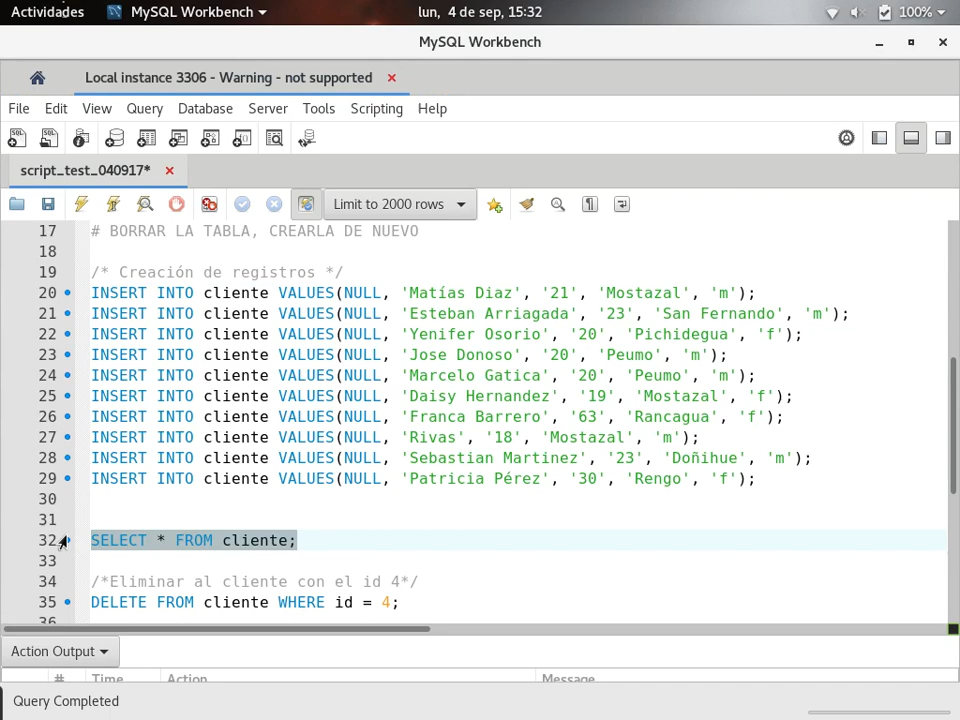 Actividades MySQL Workbench lun, 4 de sep, 15:32 100%
MySQL Workbench
Local instance 3306 - Warning - not supported
File Edit View Query Database Server Tools Scripting Help
script_test_040917*
Limit to 2000 rows
17 # BORRAR LA TABLA, CREARLA DE NUEVO
18
19 /* Creación de registros */
20 INSERT INTO cliente VALUES(NULL, 'Matías Diaz', '21', 'Mostazal', 'm');
21 INSERT INTO cliente VALUES(NULL, 'Esteban Arriagada', '23', 'San Fernando', 'm');
22 INSERT INTO cliente VALUES(NULL, 'Yenifer Osorio', '20', 'Pichidegua', 'f');
23 INSERT INTO cliente VALUES(NULL, 'Jose Donoso', '20', 'Peumo', 'm');
24 INSERT INTO cliente VALUES(NULL, 'Marcelo Gatica', '20', 'Peumo', 'm');
25 INSERT INTO cliente VALUES(NULL, 'Daisy Hernandez', '19', 'Mostazal', 'f');
26 INSERT INTO cliente VALUES(NULL, 'Franca Barrero', '63', 'Rancagua', 'f');
27 INSERT INTO cliente VALUES(NULL, 'Rivas', '18', 'Mostazal', 'm');
28 INSERT INTO cliente VALUES(NULL, 'Sebastian Martinez', '23', 'Doñihue', 'm');
29 INSERT INTO cliente VALUES(NULL, 'Patricia Pérez', '30', 'Rengo', 'f');
30
31
32 SELECT * FROM cliente;
33
34 /*Eliminar al cliente con el id 4*/
35 DELETE FROM cliente WHERE id = 4;
36
Action Output
# Time Action Message
Query Completed